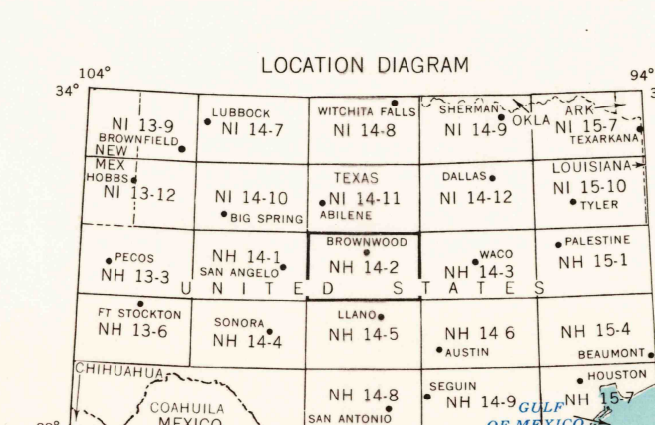 LOCATION DIAGRAM
104°
94°
34°
LUBBOCK
WITCHITA FALLS
SHERMAN
ARK
NI 13-9
NI 14-7
NI 14-8
NI 14-9
OKLA
NI 15-7
BROWNFIELD
TEXARKANA
NEW
MEX
HOBBS
TEXAS
DALLAS
LOUISIANA
NI 13-12
NI 14-10
NI 14-11
NI 14-12
NI 15-10
BIG SPRING
ABILENE
TYLER
BROWNWOOD
PALESTINE
PECOS
NH 14-1
WACO
NH 13-3
SAN ANGELO
NH 14-2
NH 14-3
NH 15-1
UNITED STATES
FT STOCKTON
SONORA
LLANO
NH 13-6
NH 14-4
NH 14-5
NH 14 6
NH 15-4
AUSTIN
BEAUMONT
CHIHUAHUA
SEGUIN
HOUSTON
COAHUILA
NH 14-8
NH 14-9
NH 15-7
MEXICO
SAN ANTONIO
GULF
OF MEXICO